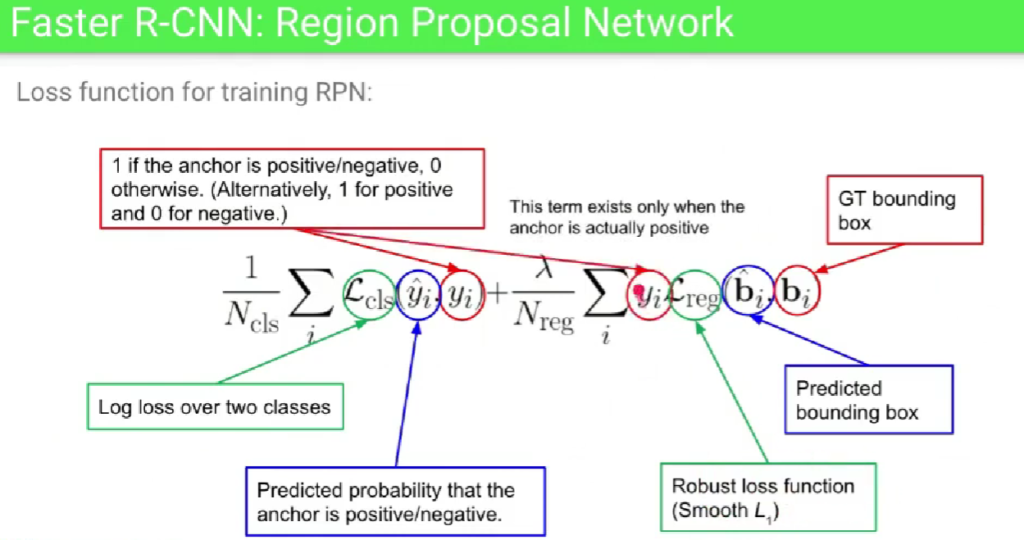 Faster R-CNN: Region Proposal Network
Loss function for training RPN:
1 if the anchor is positive/negative, 0
otherwise. (Alternatively, 1 for positive
and 0 for negative.)
This term exists only when the
anchor is actually positive
GT bounding
box
\frac{1}{N_{\text{cls}}} \sum_i \mathcal{L}_{\text{cls}}(\hat{y}_i, y_i) + \frac{\lambda}{N_{\text{reg}}} \sum_i y_i \mathcal{L}_{\text{reg}}(\hat{\mathbf{b}}_i, \mathbf{b}_i)
Log loss over two classes
Predicted
bounding box
Predicted probability that the
anchor is positive/negative.
Robust loss function
(Smooth L₁)